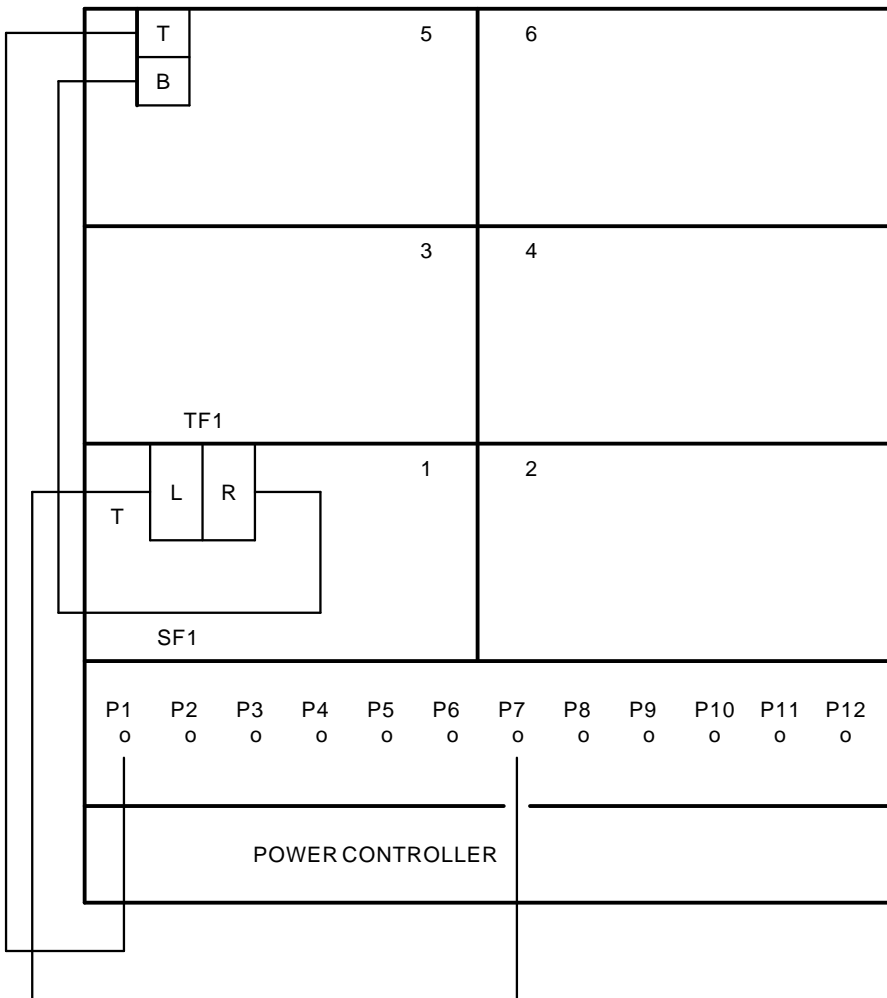 T 5 6
B
3 4
TF1
1 2
L R
T
SF1
P1 P2 P3 P4 P5 P6 P7 P8 P9 P10 P11 P12
o o o o o o o o o o o o
POWER CONTROLLER